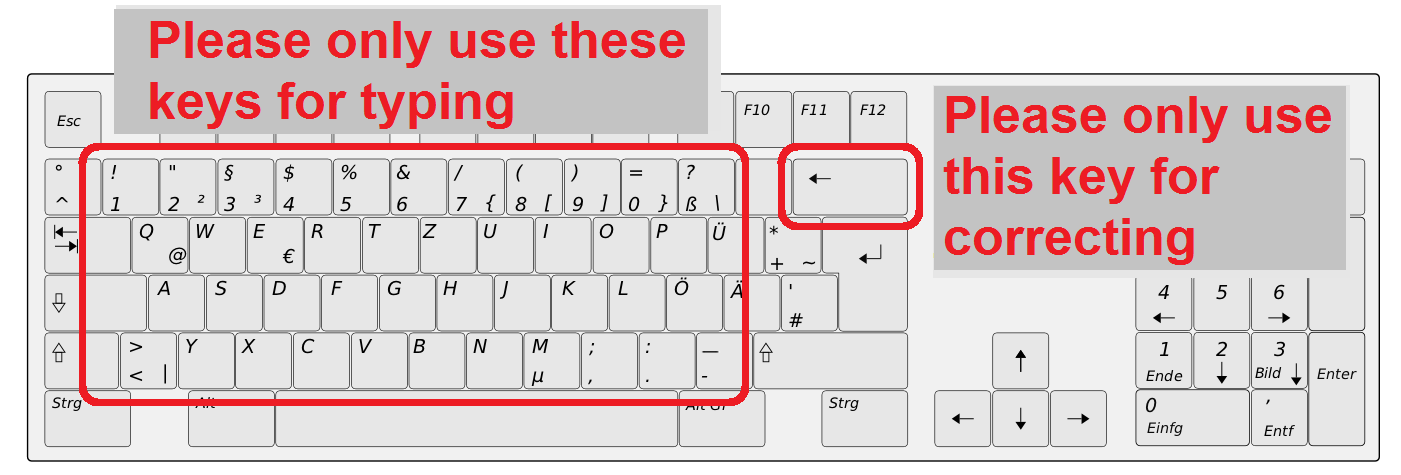 Please only use these
keys for typing
Please only use
this key for
correcting
Esc F10 F11 F12
° ! " § $ % & / ( ) = ?
^ 1 2 ² 3 ³ 4 5 6 7 { 8 [ 9 ] 0 } ß \
Q W E R T Z U I O P Ü *
@ € + ~
A S D F G H J K L Ö Ä '
#
4 5 6
> Y X C V B N M ; : —
< | µ , . -
1 2 3
Ende Bild Enter
Strg Alt Alt Gr Strg
0 ,
Einfg Entf